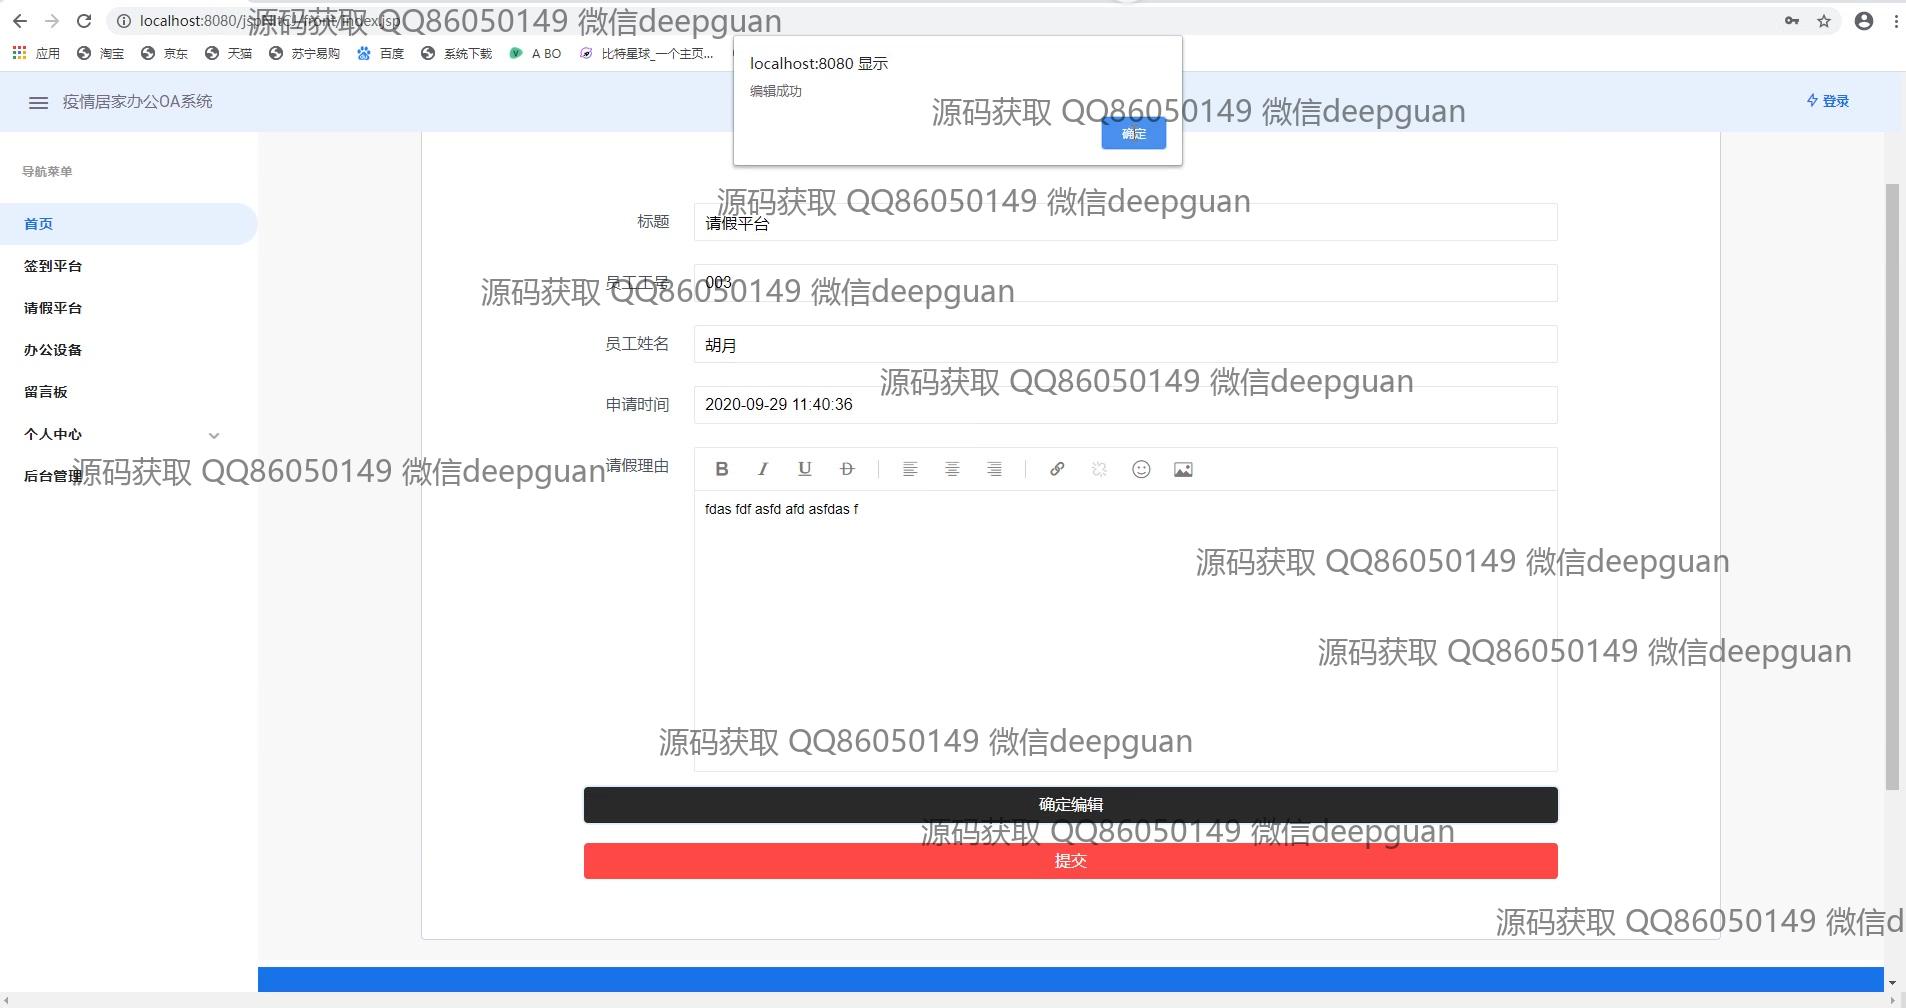 localhost:8080/jspNltCJ/front/index.jsp
源码获取 QQ86050149 微信deepguan
应用 淘宝 京东 天猫 苏宁易购 百度 系统下载 A BO 比特星球_一个主页...
localhost:8080 显示
编辑成功
确定
源码获取 QQ86050149 微信deepguan
疫情居家办公OA系统
登录
导航菜单
首页
签到平台
请假平台
办公设备
留言板
个人中心
后台管理
源码获取 QQ86050149 微信deepguan
标题
请假平台
员工工号
003
源码获取 QQ86050149 微信deepguan
员工姓名
胡月
源码获取 QQ86050149 微信deepguan
申请时间
2020-09-29 11:40:36
源码获取 QQ86050149 微信deepguan
请假理由
B I U D
fdas fdf asfd afd asfdas f
源码获取 QQ86050149 微信deepguan
源码获取 QQ86050149 微信deepguan
源码获取 QQ86050149 微信deepguan
确定编辑
源码获取 QQ86050149 微信deepguan
提交
源码获取 QQ86050149 微信d